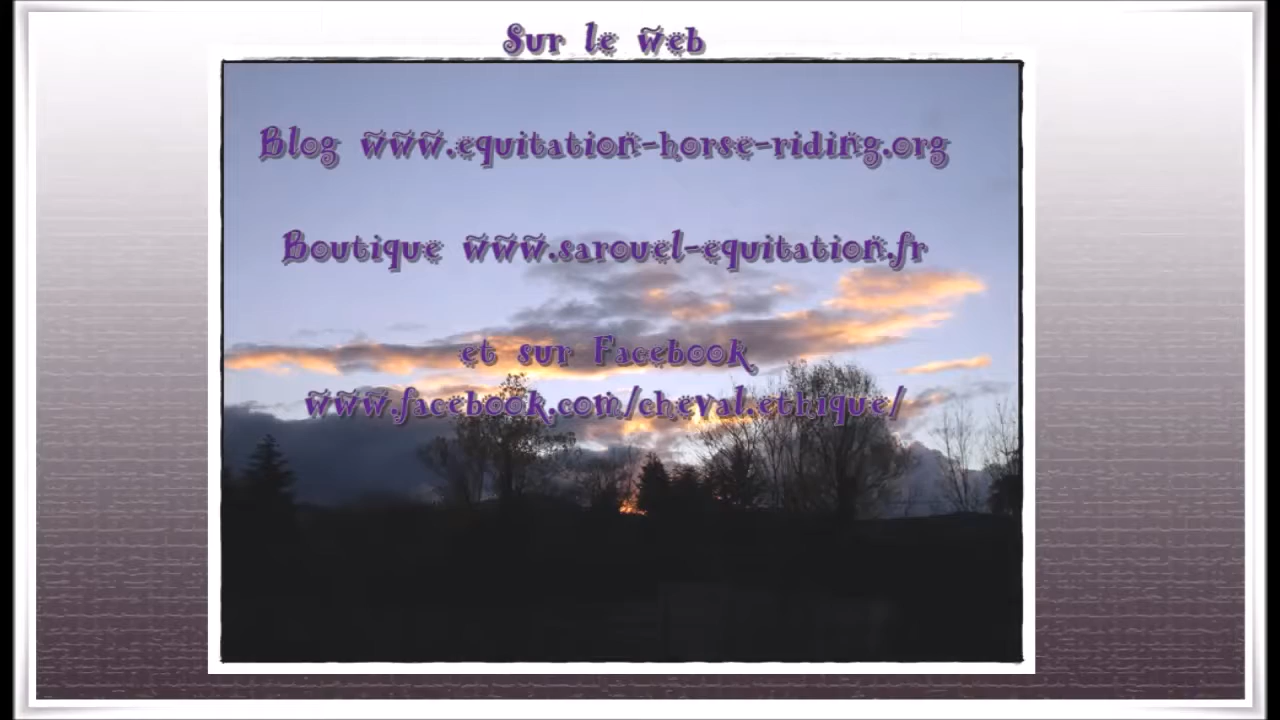 Sur le web
Blog www.equitation-horse-riding.org
Boutique www.sarouel-equitation.fr
et sur Facebook
www.facebook.com/cheval.ethique/